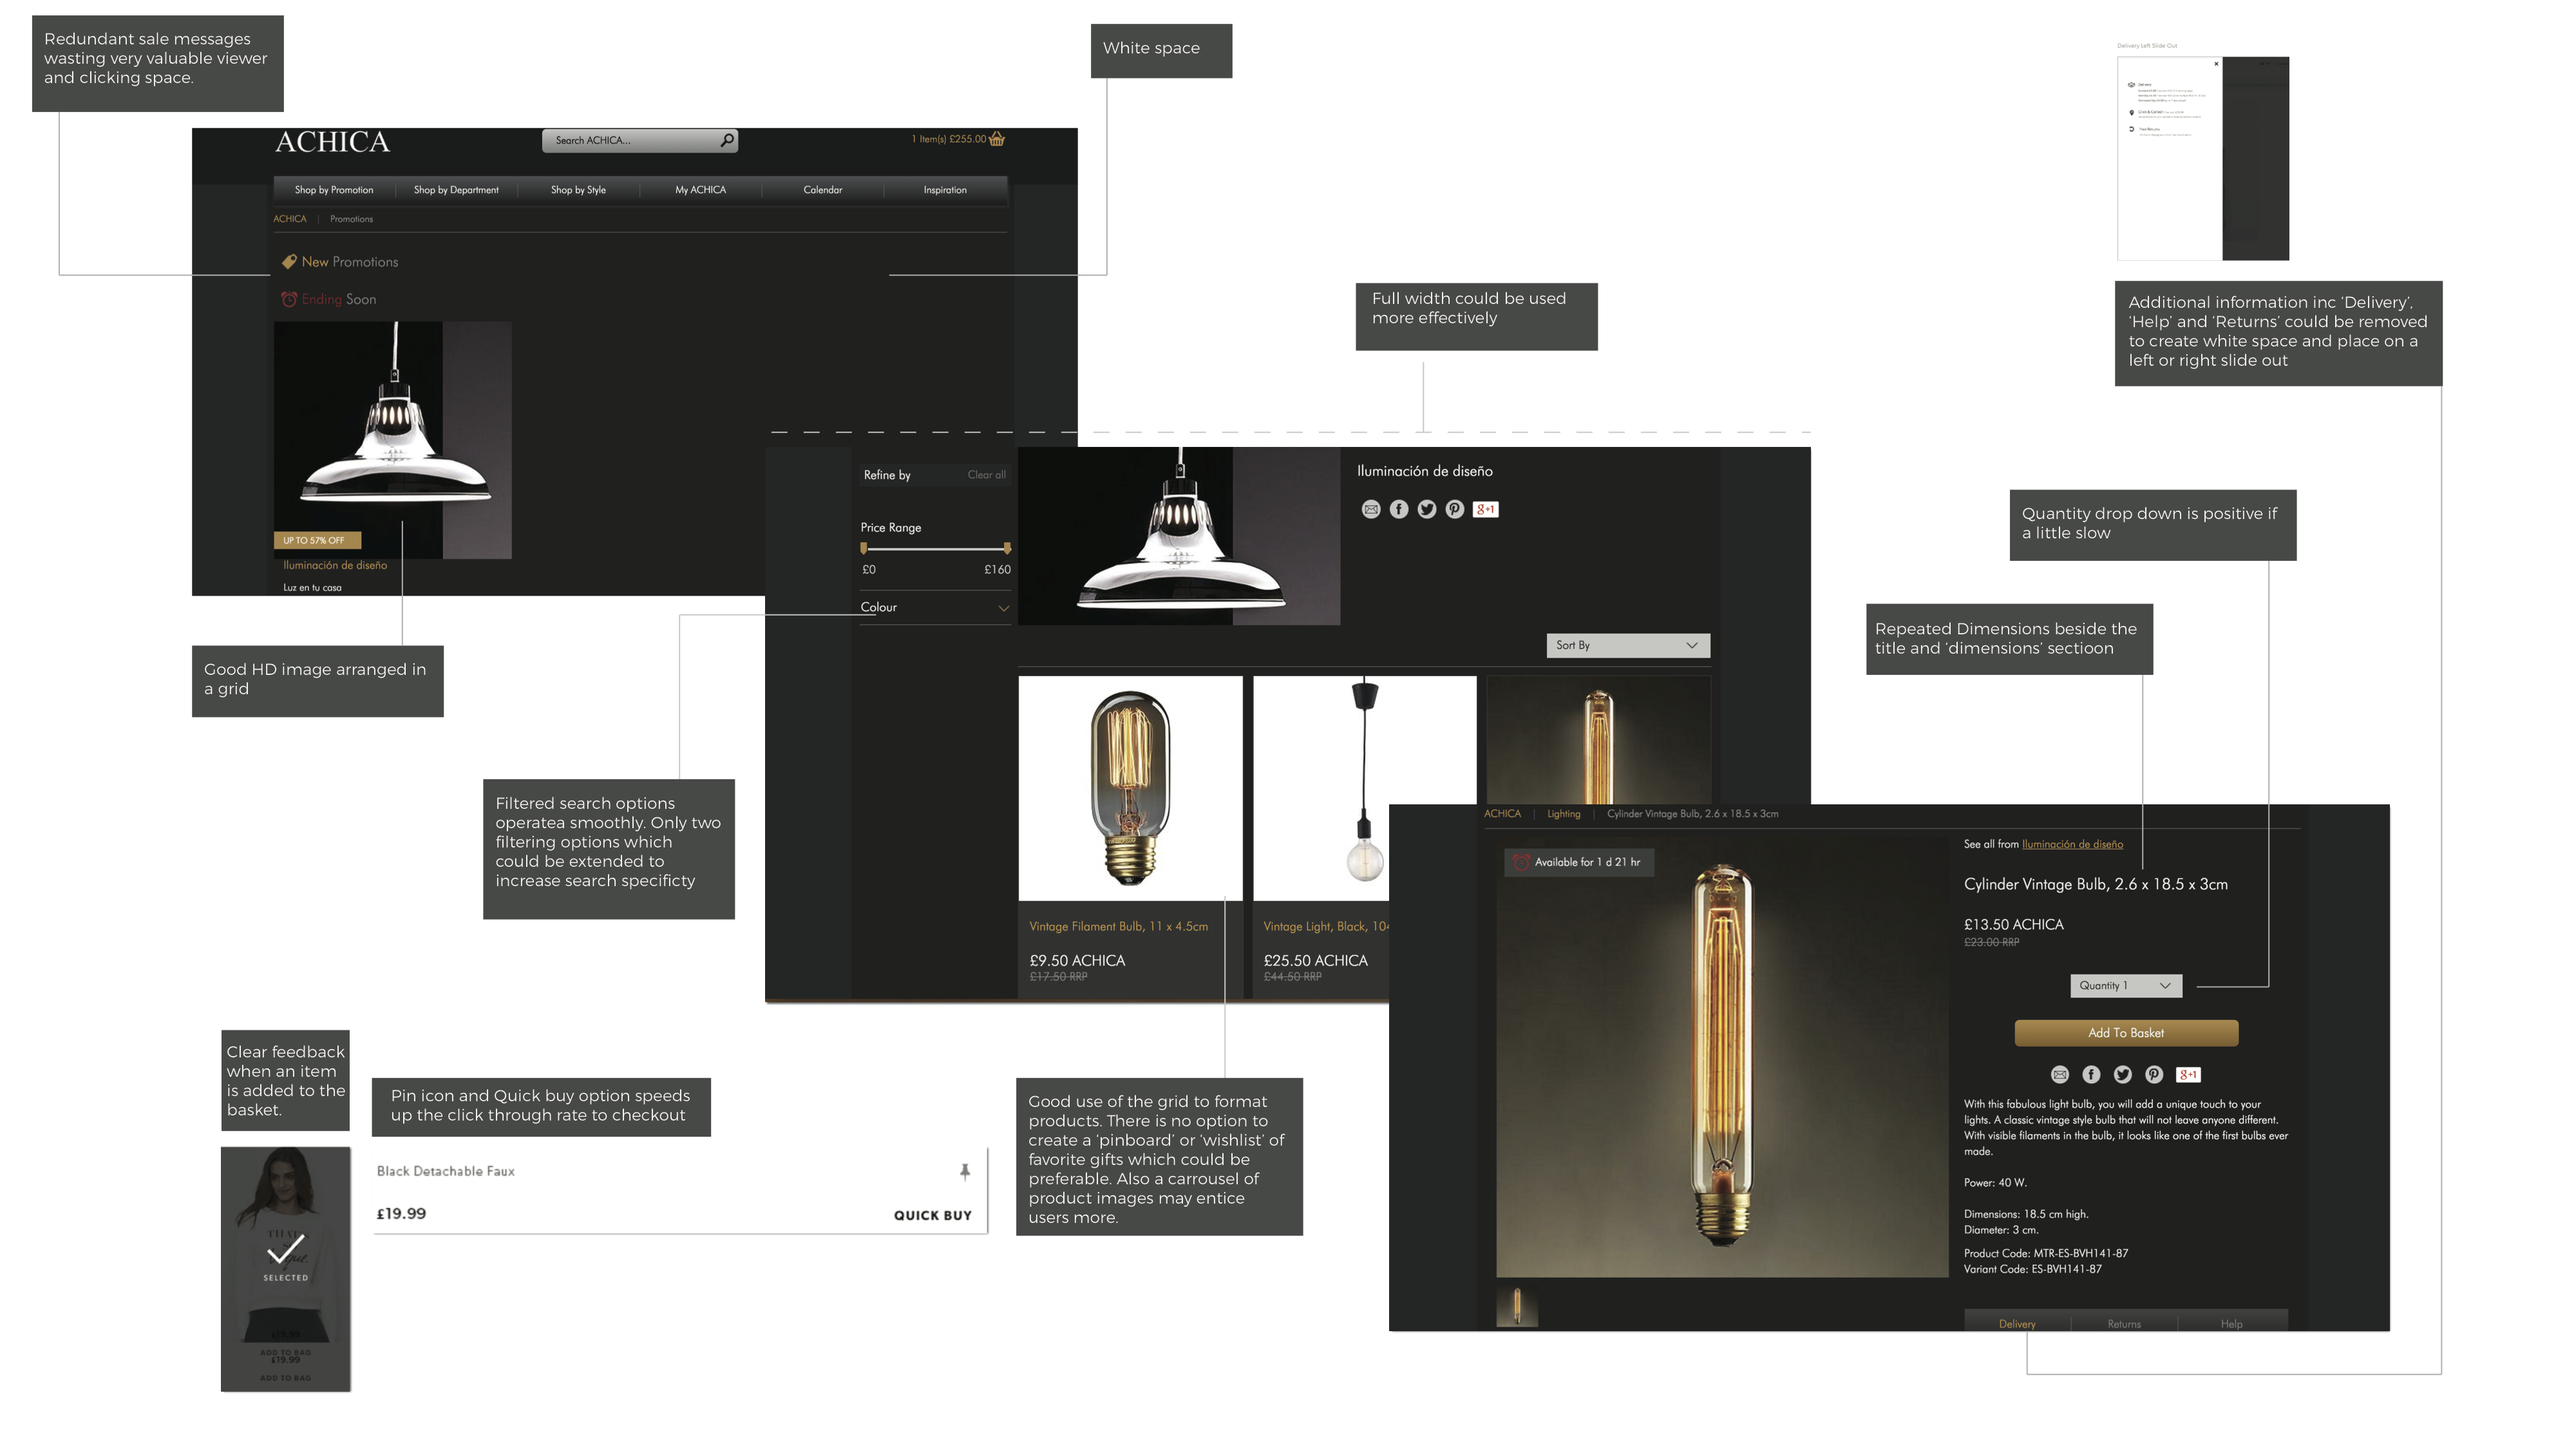 Redundant sale messages
wasting very valuable viewer
and clicking space.
White space
ACHICA
Search ACHICA...
1 Item(s) £255.00
Shop by Promotion
Shop by Department
Shop by Style
My ACHICA
Calendar
Inspiration
ACHICA | Promotions
New Promotions
Ending Soon
UP TO 57% OFF
Iluminación de diseño
Luz en tu casa
Good HD image arranged in
a grid
Full width could be used
more effectively
Refine by
Clear all
Price Range
£0
£160
Colour
Iluminación de diseño
g+1
Sort By
Vintage Filament Bulb, 11 x 4.5cm
£9.50 ACHICA
£17.50 RRP
Vintage Light, Black, 10
£25.50 ACHICA
£44.50 RRP
Filtered search options
operatea smoothly. Only two
filtering options which
could be extended to
increase search specificty
Delivery Left Slide Out
Delivery
Click & Collect
Free Returns
Additional information inc ‘Delivery’,
‘Help’ and ‘Returns’ could be removed
to create white space and place on a
left or right slide out
Quantity drop down is positive if
a little slow
Repeated Dimensions beside the
title and ‘dimensions’ sectioon
ACHICA | Lighting | Cylinder Vintage Bulb, 2.6 x 18.5 x 3cm
Available for 1 d 21 hr
See all from Iluminación de diseño
Cylinder Vintage Bulb, 2.6 x 18.5 x 3cm
£13.50 ACHICA
£23.00 RRP
Quantity 1
Add To Basket
g+1
With this fabulous light bulb, you will add a unique touch to your
lights. A classic vintage style bulb that will not leave anyone different.
With visible filaments in the bulb, it looks like one of the first bulbs ever
made.
Power: 40 W.
Dimensions: 18.5 cm high.
Diameter: 3 cm.
Product Code: MTR-ES-BVH141-87
Variant Code: ES-BVH141-87
Delivery
Returns
Help
Clear feedback
when an item
is added to the
basket.
SELECTED
£19.99
ADD TO BAG
£19.99
ADD TO BAG
Pin icon and Quick buy option speeds
up the click through rate to checkout
Black Detachable Faux
£19.99
QUICK BUY
Good use of the grid to format
products. There is no option to
create a ‘pinboard’ or ‘wishlist’ of
favorite gifts which could be
preferable. Also a carrousel of
product images may entice
users more.